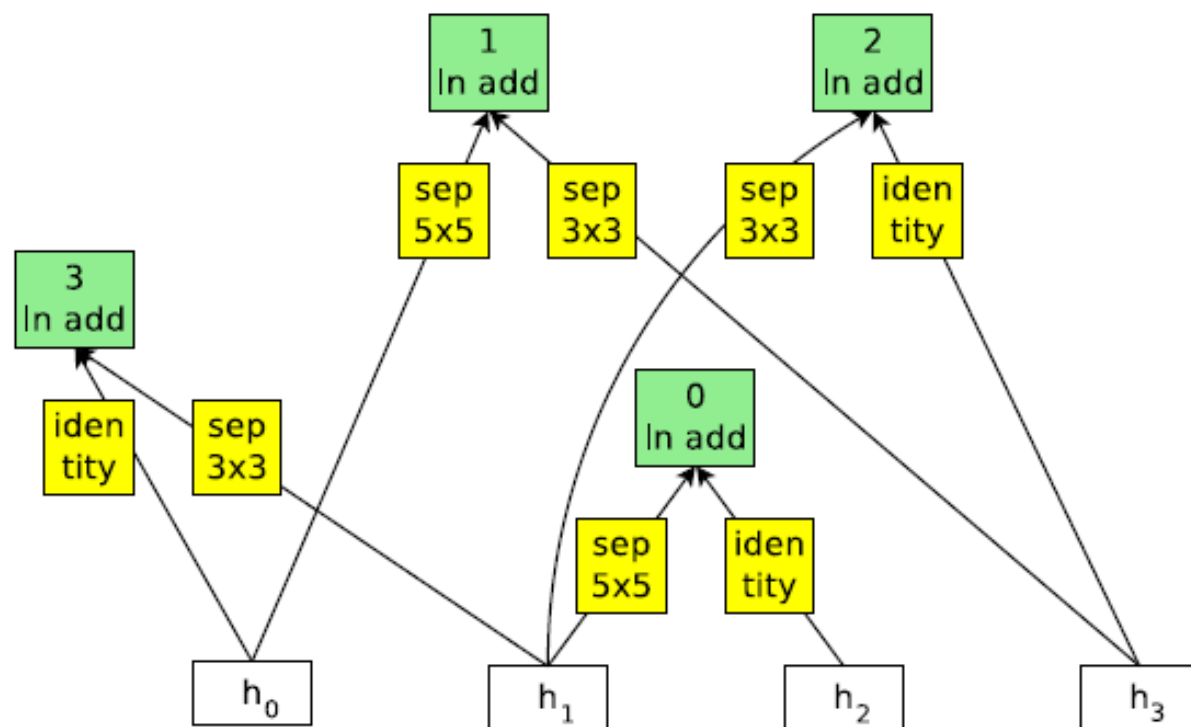 1
ln add
2
ln add
sep
5x5
sep
3x3
sep
3x3
iden
tity
3
ln add
iden
tity
sep
3x3
0
ln add
sep
5x5
iden
tity
h₀
h₁
h₂
h₃